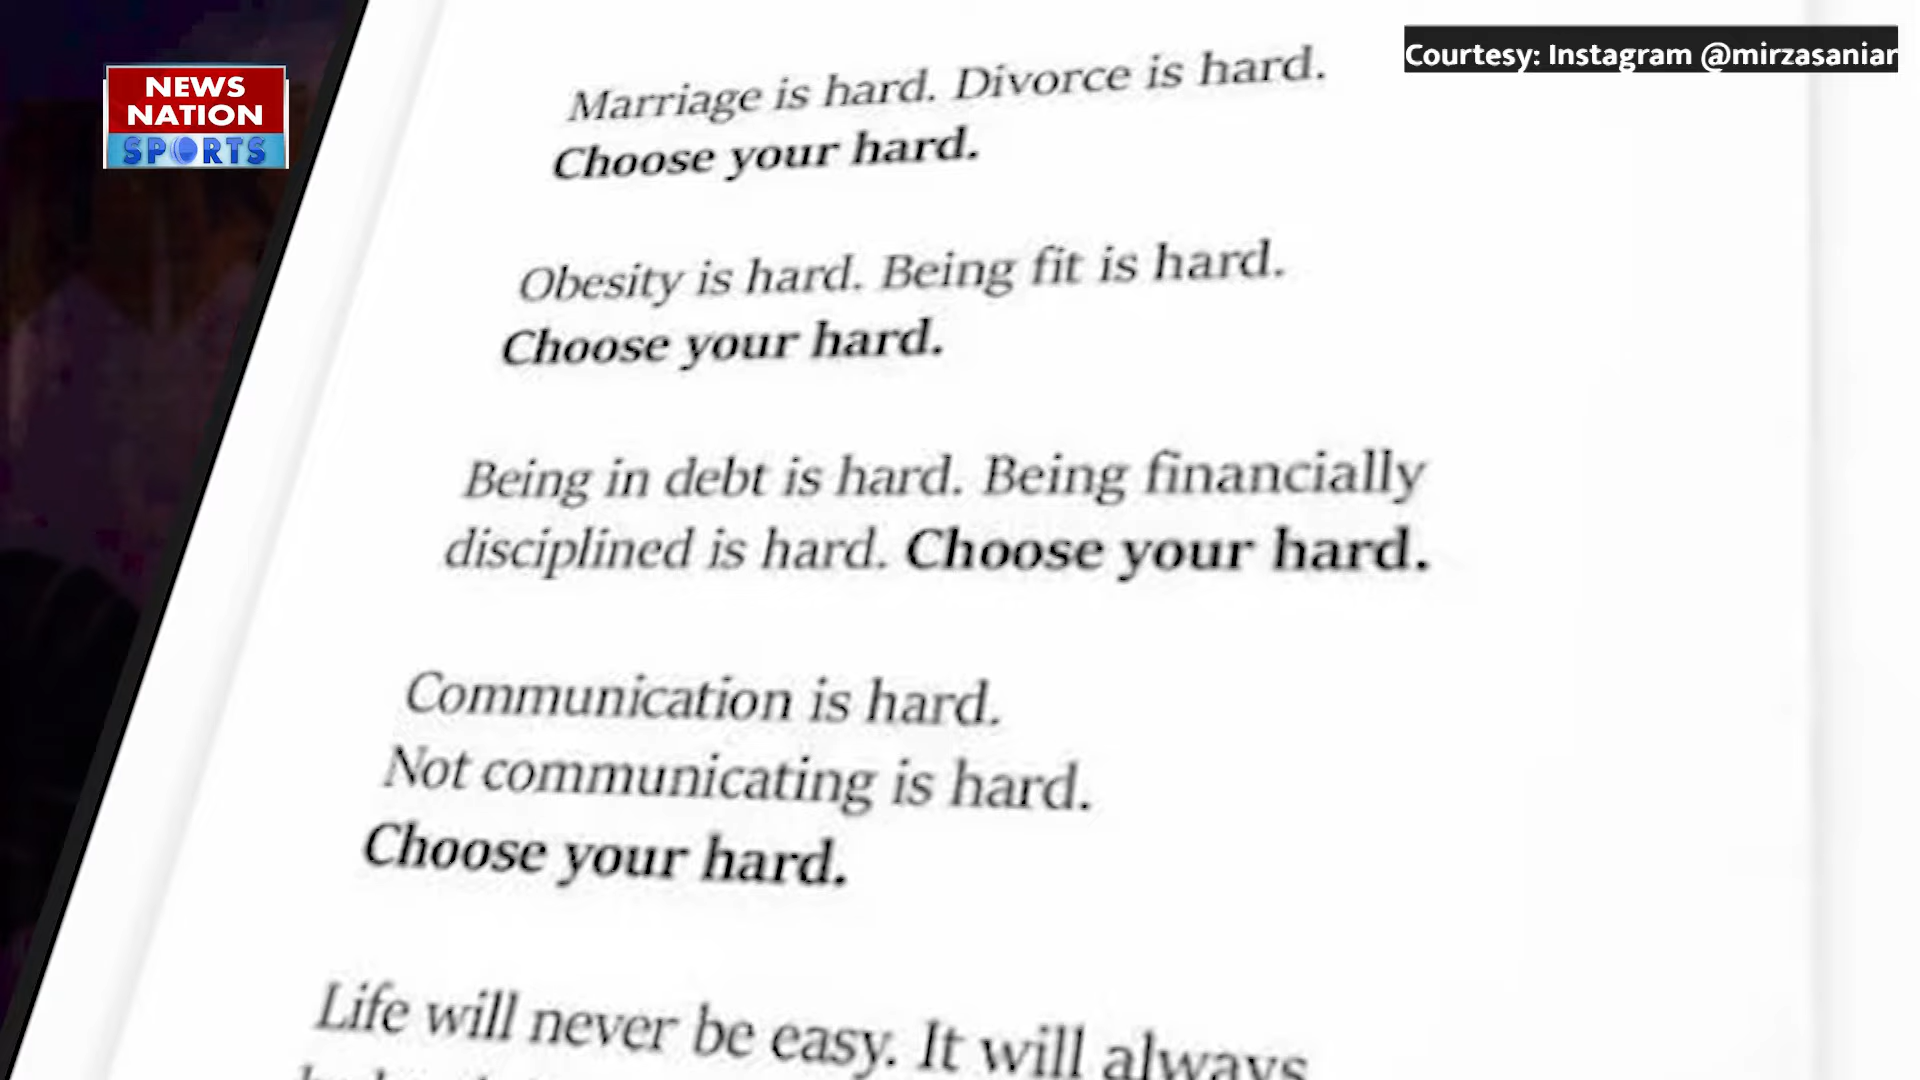 NEWS
NATION
SPORTS
Courtesy: Instagram @mirzasaniar
Marriage is hard. Divorce is hard.
Choose your hard.
Obesity is hard. Being fit is hard.
Choose your hard.
Being in debt is hard. Being financially
disciplined is hard. Choose your hard.
Communication is hard.
Not communicating is hard.
Choose your hard.
Life will never be easy. It will always